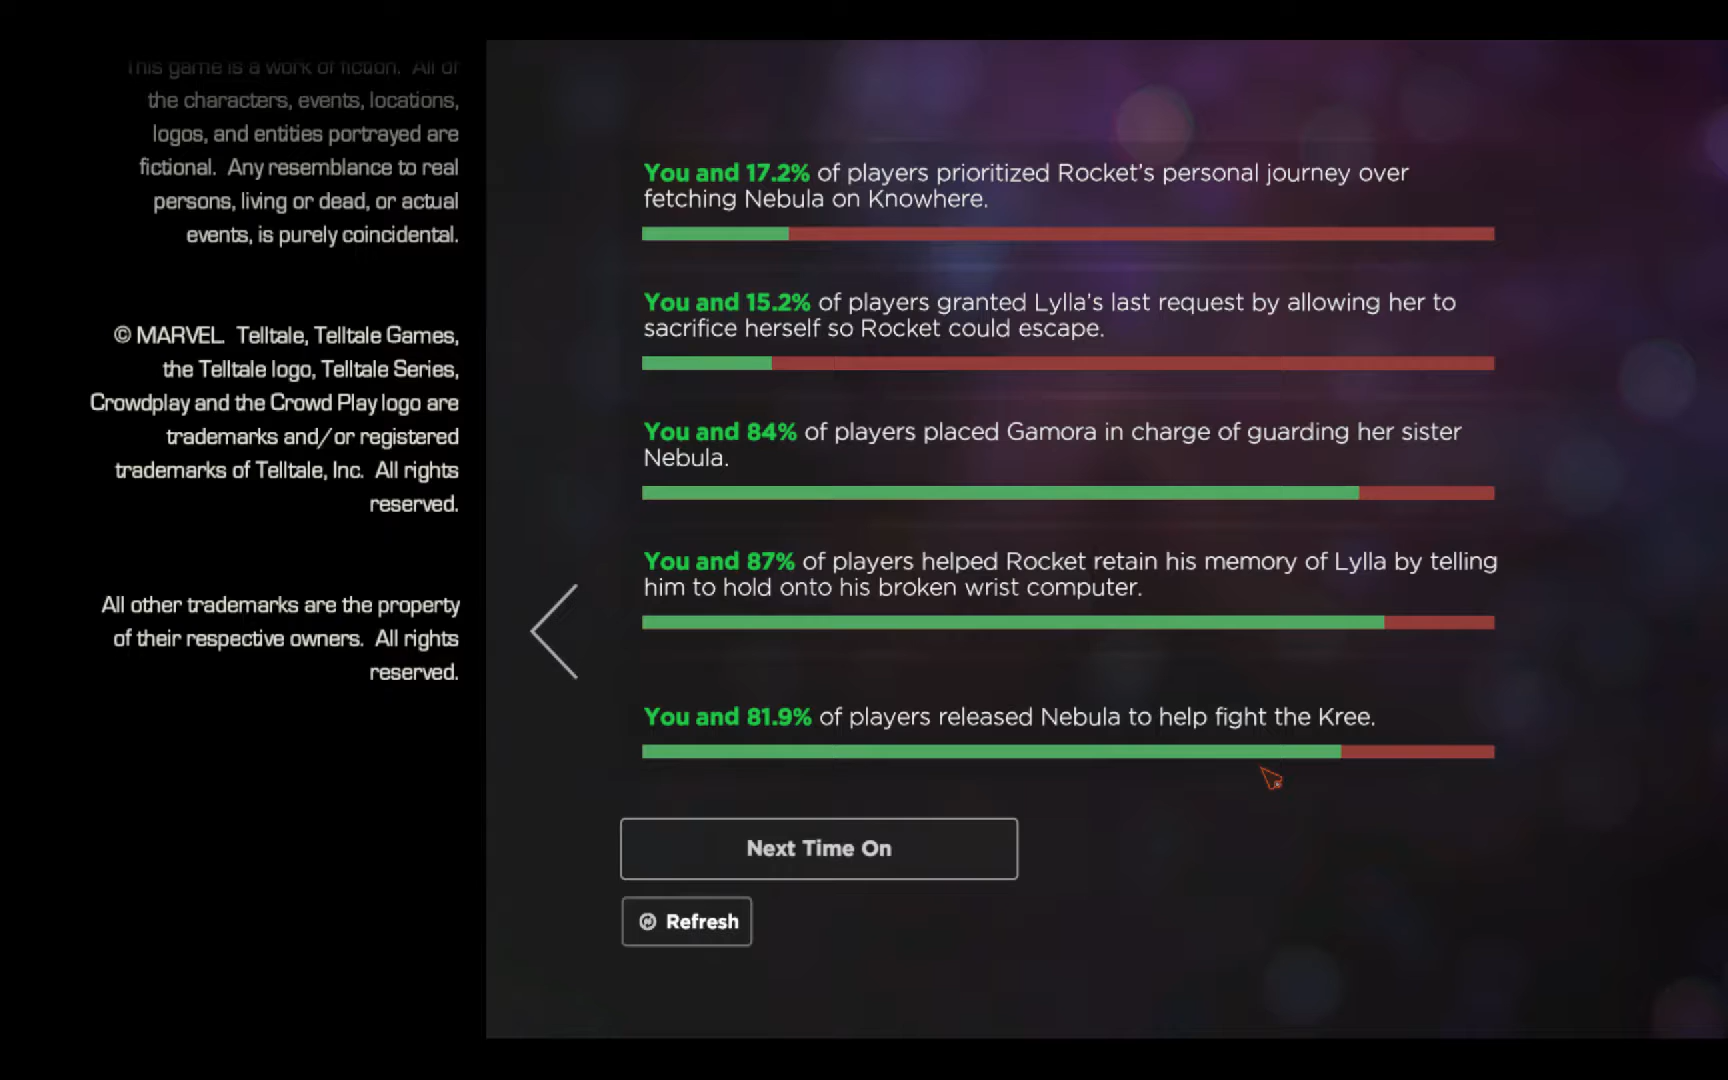 This game is a work of fiction. All of
the characters, events, locations,
logos, and entities portrayed are
fictional. Any resemblance to real
persons, living or dead, or actual
events, is purely coincidental.
© MARVEL. Telltale, Telltale Games,
the Telltale logo, Telltale Series,
Crowdplay and the Crowd Play logo are
trademarks and/or registered
trademarks of Telltale, Inc. All rights
reserved.
All other trademarks are the property
of their respective owners. All rights
reserved.
You and 17.2% of players prioritized Rocket's personal journey over
fetching Nebula on Knowhere.
You and 15.2% of players granted Lylla's last request by allowing her to
sacrifice herself so Rocket could escape.
You and 84% of players placed Gamora in charge of guarding her sister
Nebula.
You and 87% of players helped Rocket retain his memory of Lylla by telling
him to hold onto his broken wrist computer.
You and 81.9% of players released Nebula to help fight the Kree.
Next Time On
Refresh